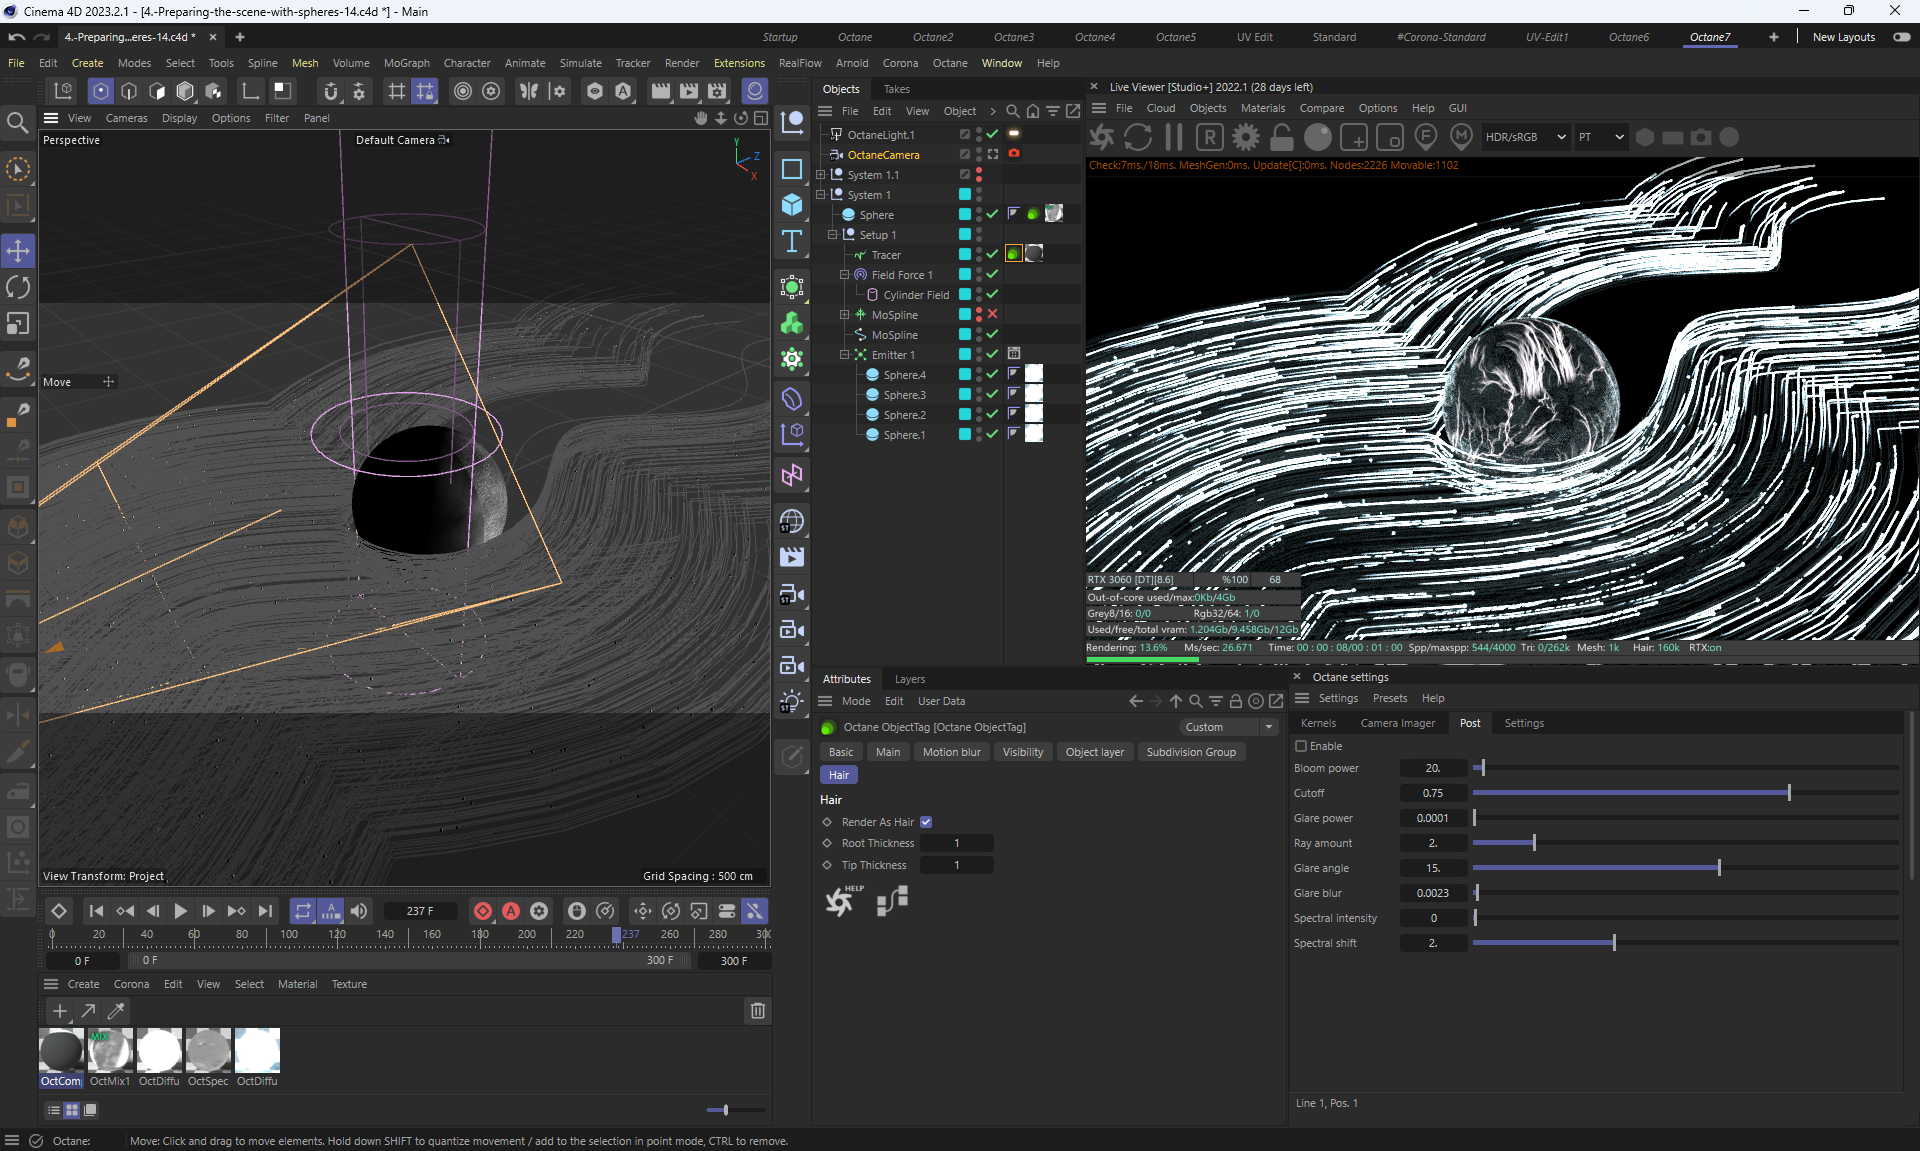 Cinema 4D 2023.2.1 - [4.-Preparing-the-scene-with-spheres-14.c4d *] - Main
4.-Preparing...eres-14.c4d *
Startup Octane Octane2 Octane3 Octane4 Octane5 UV Edit Standard #Corona-Standard UV-Edit1 Octane6 Octane7 New Layouts
File Edit Create Modes Select Tools Spline Mesh Volume MoGraph Character Animate Simulate Tracker Render Extensions RealFlow Arnold Corona Octane Window Help
View Cameras Display Options Filter Panel
Perspective
Default Camera
Y
Z
X
Move
View Transform: Project
Grid Spacing : 500 cm
Objects Takes
File Edit View Object
OctaneLight.1
OctaneCamera
System 1.1
System 1
Sphere
Setup 1
Tracer
Field Force 1
Cylinder Field
MoSpline
MoSpline
Emitter 1
Sphere.4
Sphere.3
Sphere.2
Sphere.1
Live Viewer [Studio+] 2022.1 (28 days left)
File Cloud Objects Materials Compare Options Help GUI
HDR/sRGB PT
Check:7ms./18ms. MeshGen:0ms. Update[C]:0ms. Nodes:2226 Movable:1102
RTX 3060 [DT][8.6] %100 68
Out-of-core used/max:0Kb/4Gb
Grey8/16: 0/0 Rgb32/64: 1/0
Used/free/total vram: 1.204Gb/9.458Gb/12Gb
Rendering: 13.6% Ms/sec: 26.671 Time: 00 : 00 : 08/00 : 01 : 00 Spp/maxspp: 544/4000 Tri: 0/262k Mesh: 1k Hair: 160k RTX:on
Attributes Layers
Mode Edit User Data
Octane ObjectTag [Octane ObjectTag]
Custom
Basic Main Motion blur Visibility Object layer Subdivision Group
Hair
Hair
Render As Hair
Root Thickness 1
Tip Thickness 1
HELP
Octane settings
Settings Presets Help
Kernels Camera Imager Post Settings
Enable
Bloom power 20.
Cutoff 0.75
Glare power 0.0001
Ray amount 2.
Glare angle 15.
Glare blur 0.0023
Spectral intensity 0
Spectral shift 2.
Line 1, Pos. 1
237 F
0 20 40 60 80 100 120 140 160 180 200 220 237 260 280 30
0 F 0 F 300 F 300 F
Create Corona Edit View Select Material Texture
MIX
OctCom OctMix1 OctDiffu OctSpec OctDiffu
Octane:
Move: Click and drag to move elements. Hold down SHIFT to quantize movement / add to the selection in point mode, CTRL to remove.